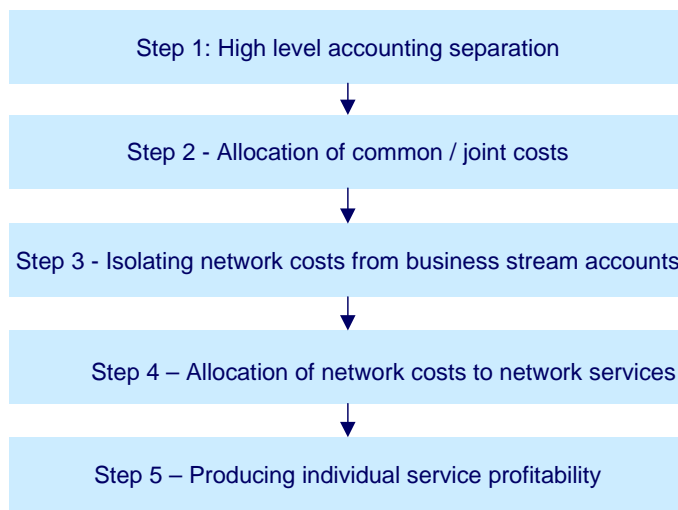 Step 1: High level accounting separation
Step 2 - Allocation of common / joint costs
Step 3 - Isolating network costs from business stream accounts
Step 4 – Allocation of network costs to network services
Step 5 – Producing individual service profitability